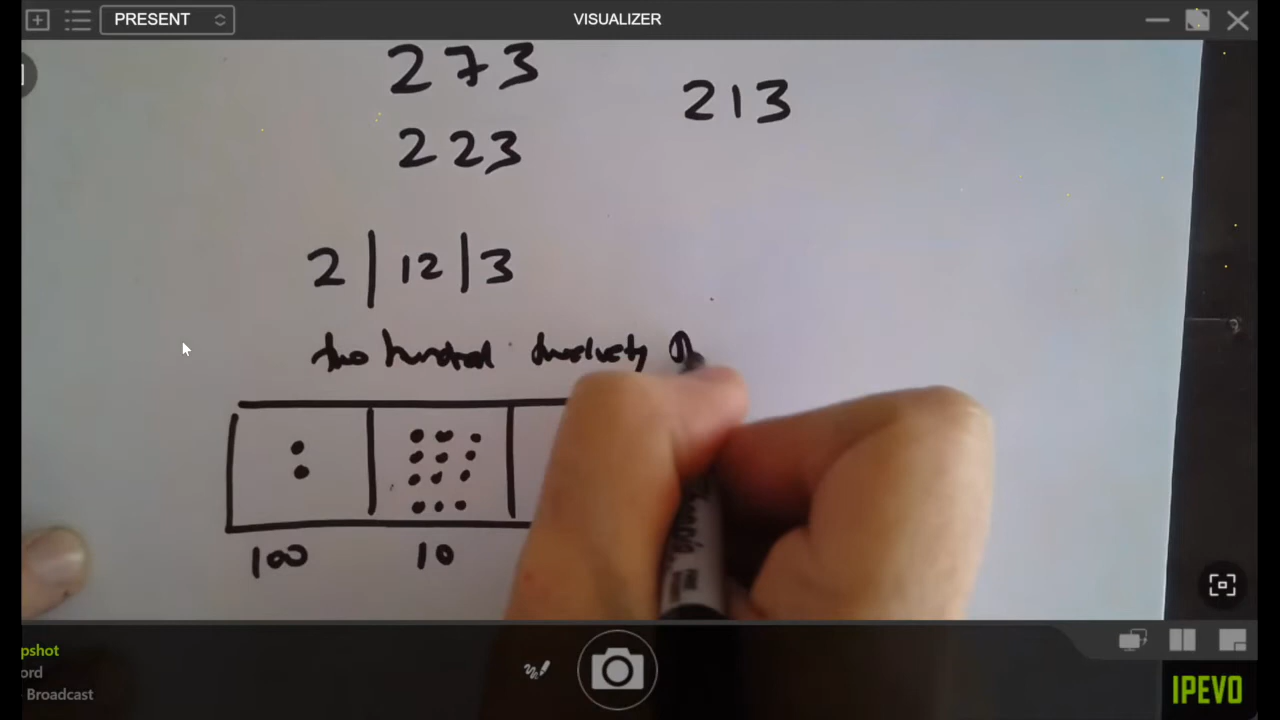 PRESENT
VISUALIZER
273
213
223
2 | 12 | 3
two hundred twelvety
100
10
pshot
ord
Broadcast
IPEVO